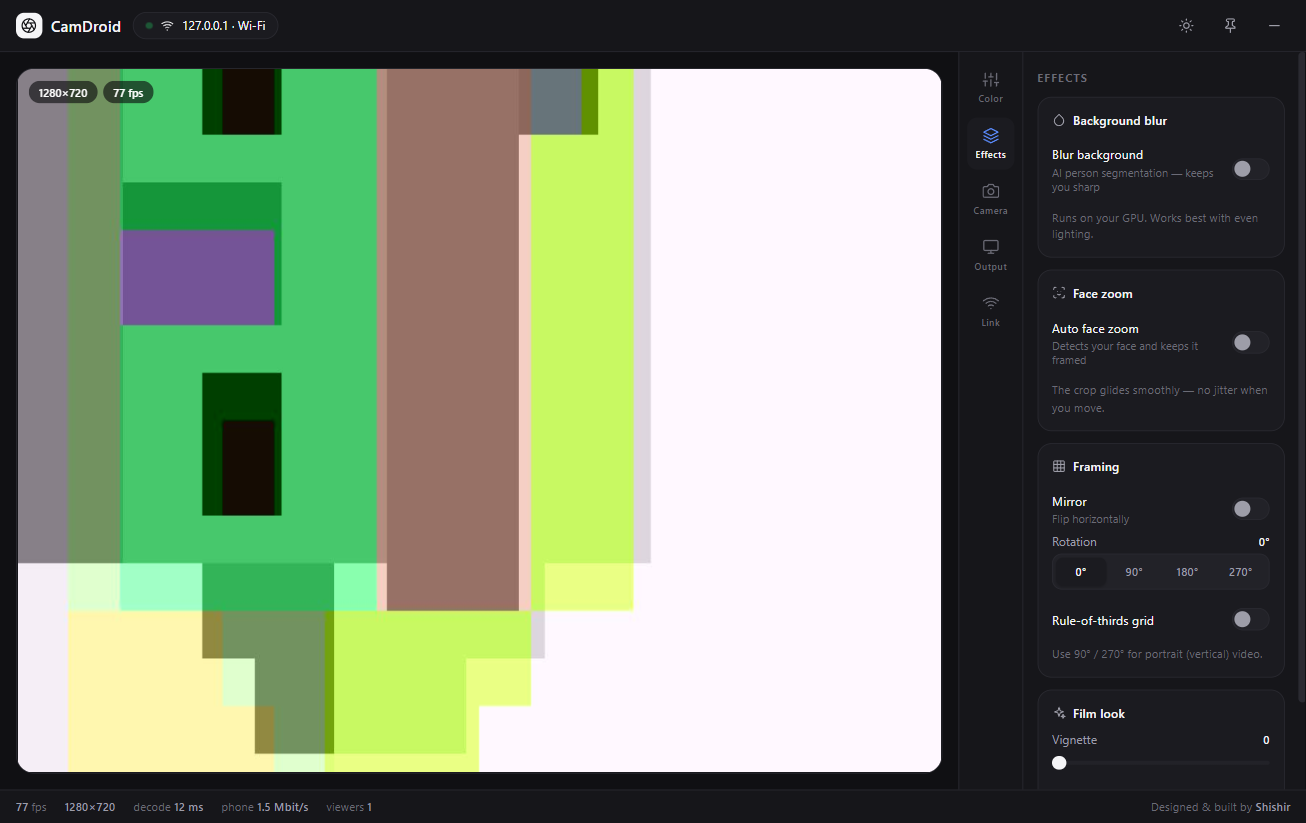 CamDroid
127.0.0.1 · Wi-Fi
1280×720
77 fps
Color
Effects
Camera
Output
Link
EFFECTS
Background blur
Blur background
AI person segmentation — keeps
you sharp
Runs on your GPU. Works best with even
lighting.
Face zoom
Auto face zoom
Detects your face and keeps it
framed
The crop glides smoothly — no jitter when
you move.
Framing
Mirror
Flip horizontally
Rotation 0°
0° 90° 180° 270°
Rule-of-thirds grid
Use 90° / 270° for portrait (vertical) video.
Film look
Vignette 0
77 fps 1280×720 decode 12 ms phone 1.5 Mbit/s viewers 1
Designed & built by Shishir